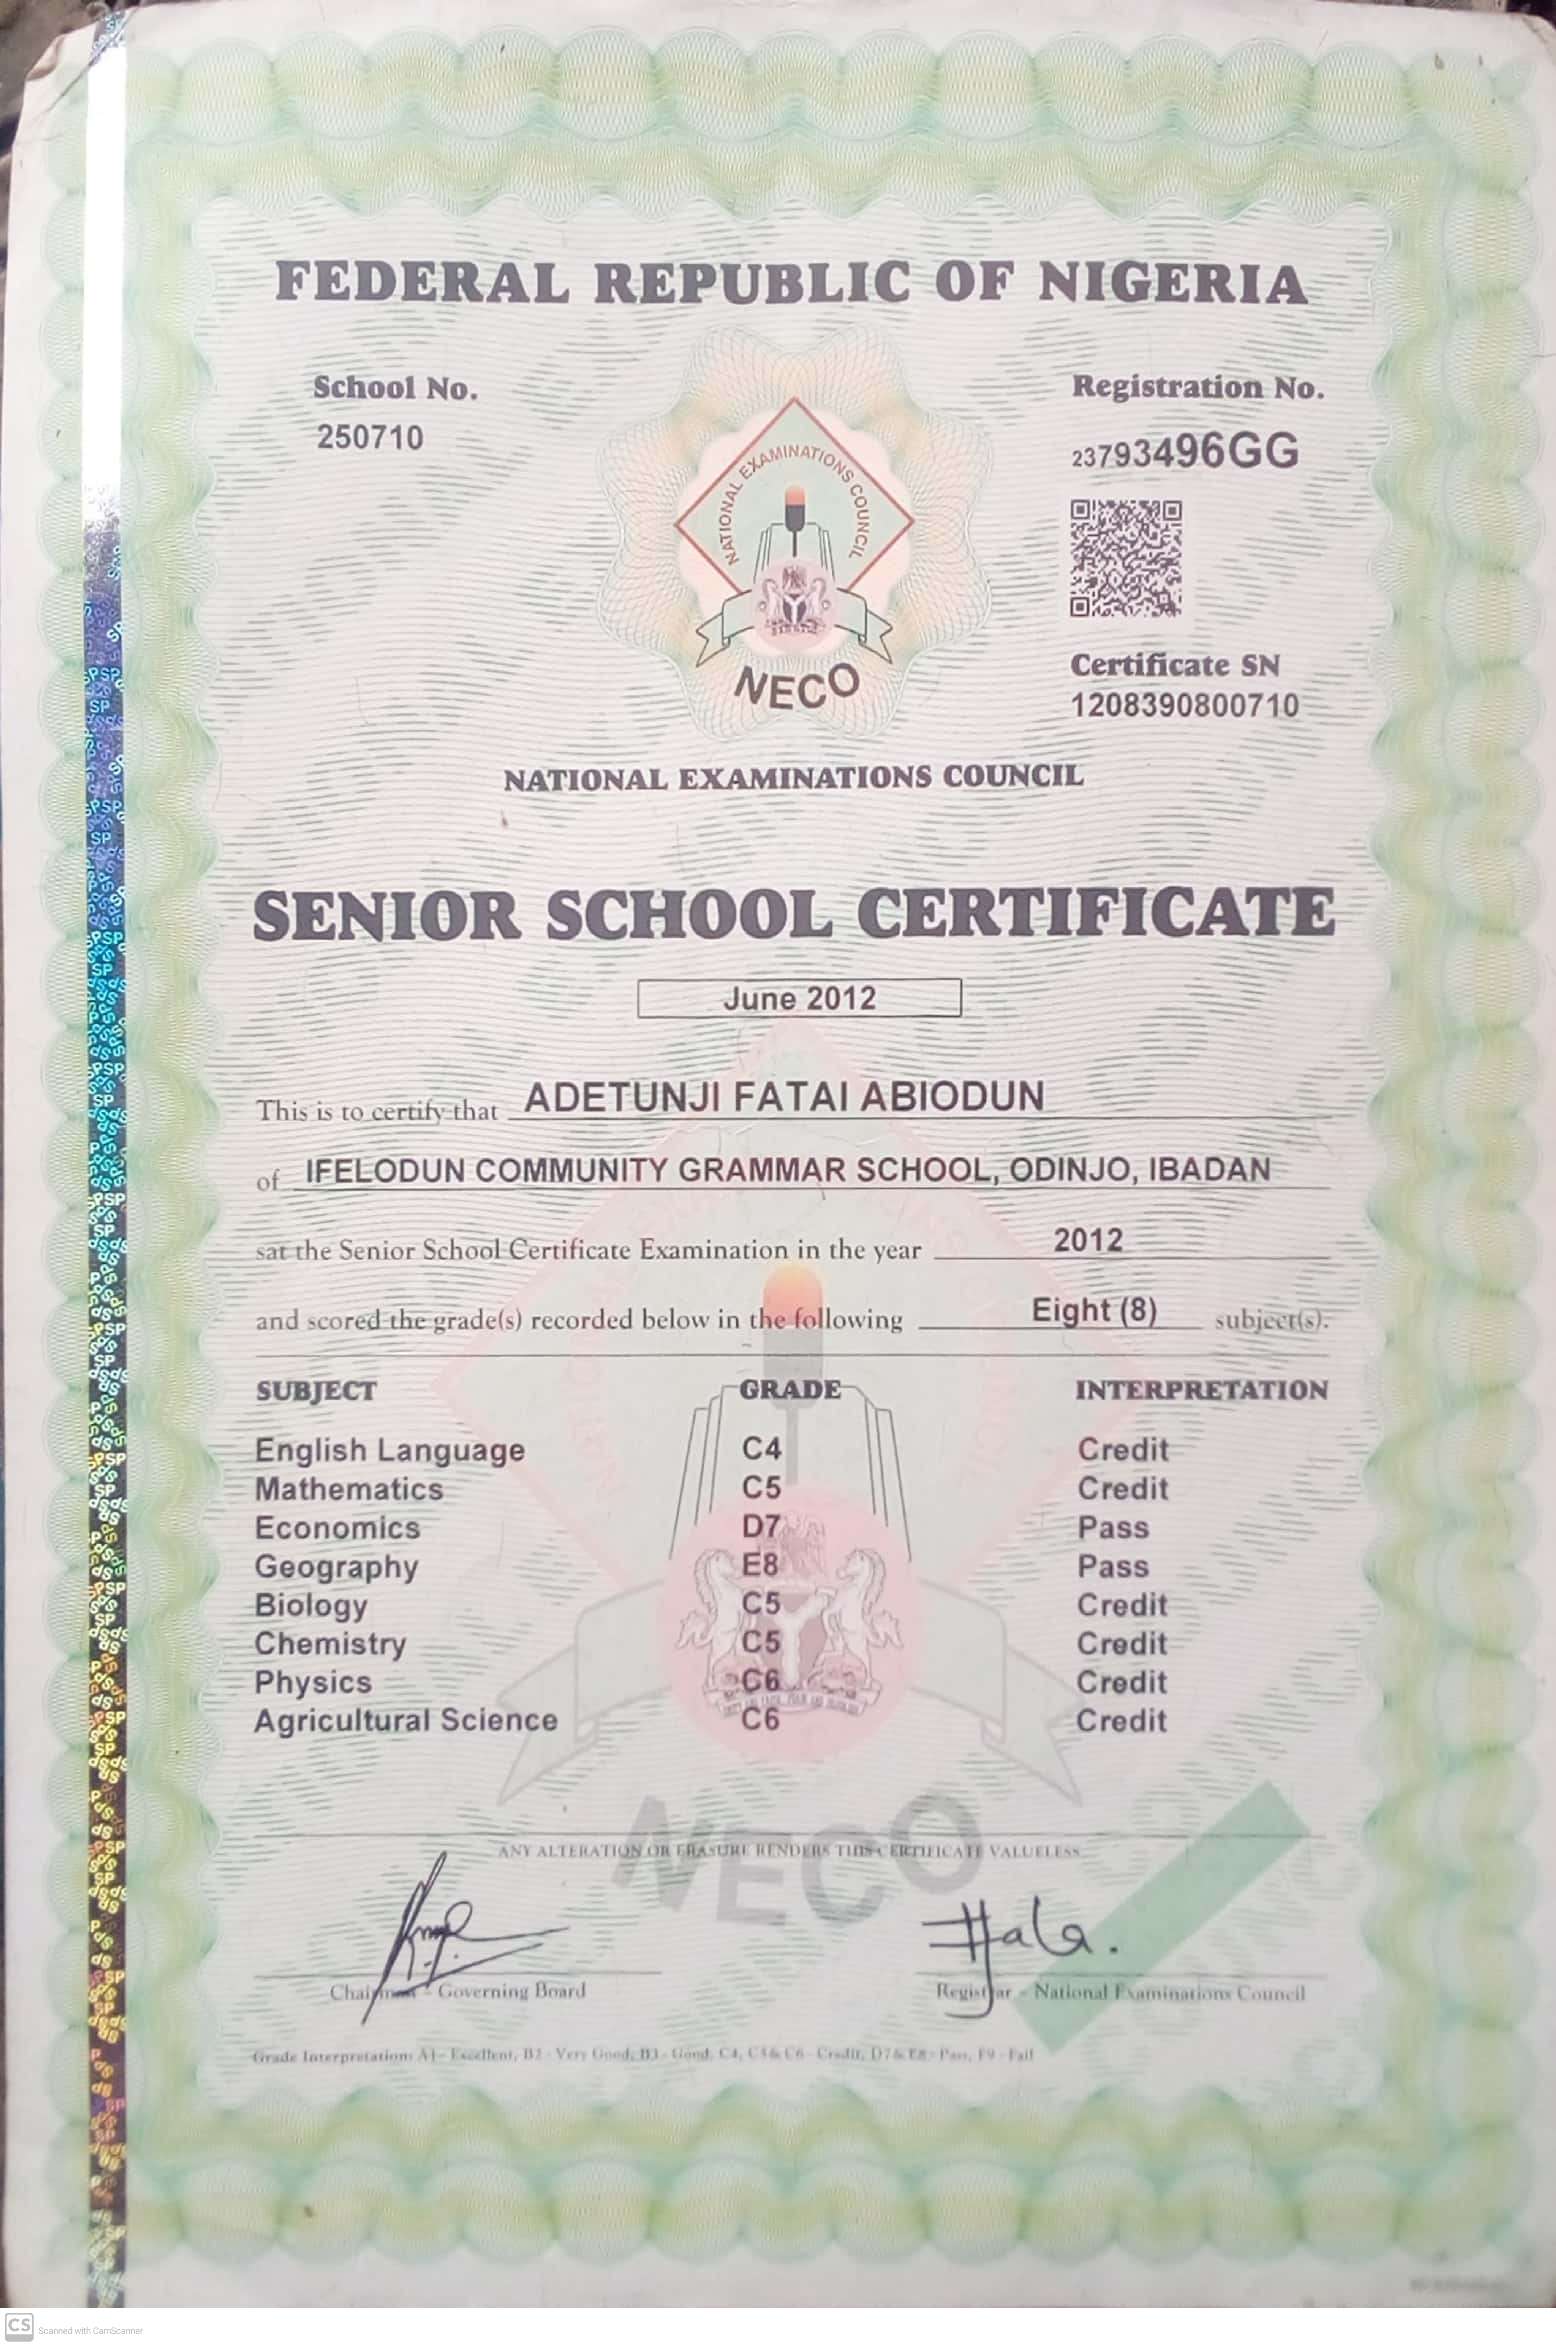 FEDERAL REPUBLIC OF NIGERIA
School No.
250710
Registration No.
23793496GG
NATIONAL EXAMINATIONS COUNCIL
NECO
Certificate SN
1208390800710
NATIONAL EXAMINATIONS COUNCIL
SENIOR SCHOOL CERTIFICATE
June 2012
This is to certify that ADETUNJI FATAI ABIODUN
of IFELODUN COMMUNITY GRAMMAR SCHOOL, ODINJO, IBADAN
sat the Senior School Certificate Examination in the year 2012
and scored the grade(s) recorded below in the following Eight (8) subject(s).
SUBJECT GRADE INTERPRETATION
English Language C4 Credit
Mathematics C5 Credit
Economics D7 Pass
Geography E8 Pass
Biology C5 Credit
Chemistry C5 Credit
Physics C6 Credit
Agricultural Science C6 Credit
NECO
ANY ALTERATION OR ERASURE RENDERS THIS CERTIFICATE VALUELESS
Chairman - Governing Board
Registrar - National Examinations Council
Grade Interpretation: A1 - Excellent, B2 - Very Good, B3 - Good, C4, C5 & C6 - Credit, D7 & E8 - Pass, F9 - Fail
CS Scanned with CamScanner